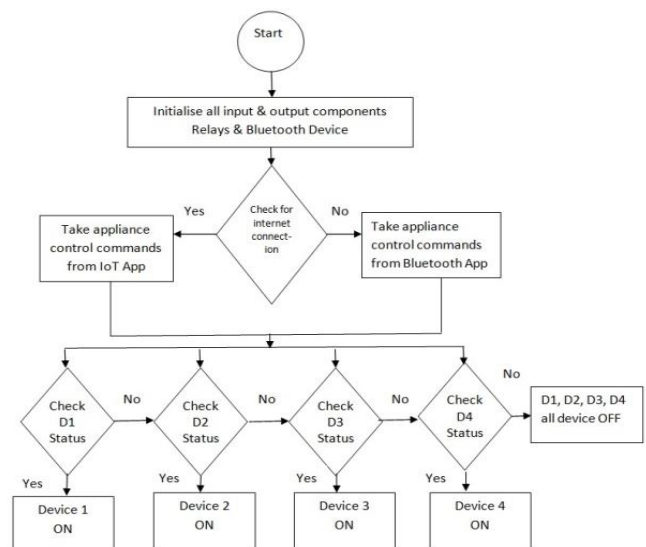 Start
Initialise all input & output components
Relays & Bluetooth Device
Check for
internet
connect-
ion
Yes
No
Take appliance
control commands
from IoT App
Take appliance
control commands
from Bluetooth App
Check
D1
Status
No
Check
D2
Status
No
Check
D3
Status
No
Check
D4
Status
No
D1, D2, D3, D4
all device OFF
Yes
Yes
Yes
Yes
Device 1
ON
Device 2
ON
Device 3
ON
Device 4
ON